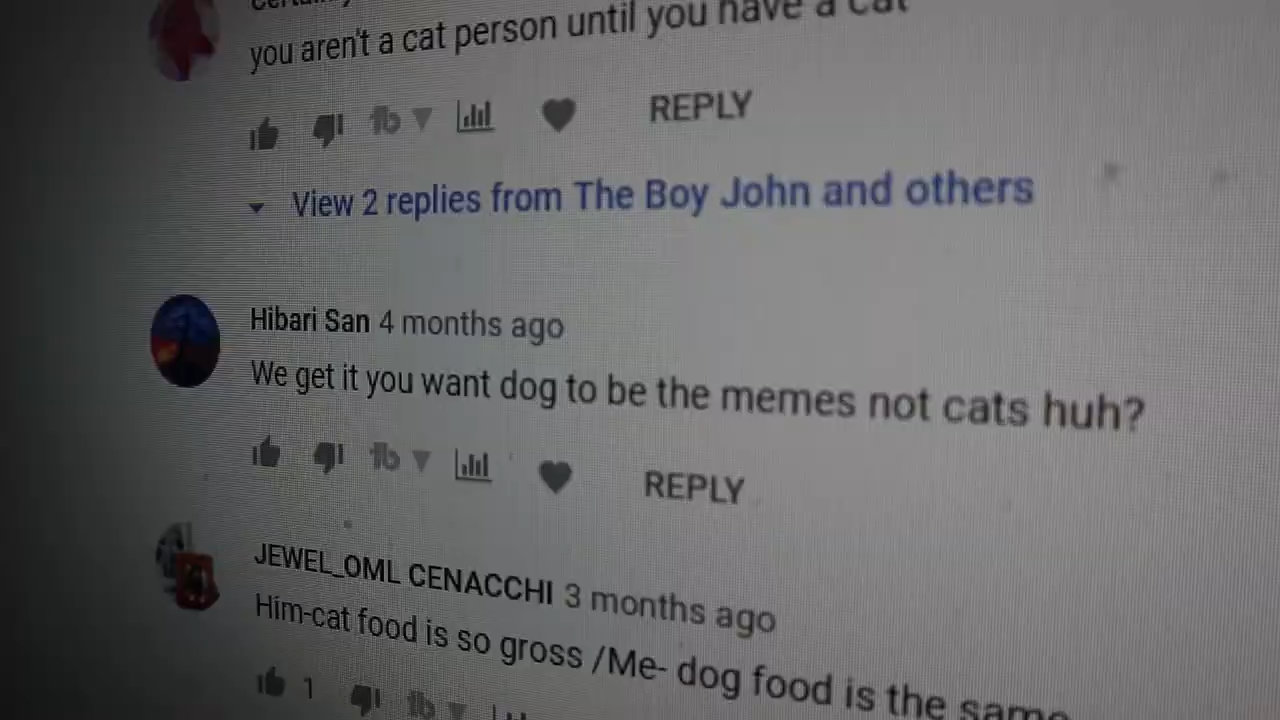 you aren't a cat person until you have a cat
REPLY
View 2 replies from The Boy John and others
Hibari San 4 months ago
We get it you want dog to be the memes not cats huh?
REPLY
JEWEL_OML CENACCHI 3 months ago
Him-cat food is so gross /Me- dog food is the same
1